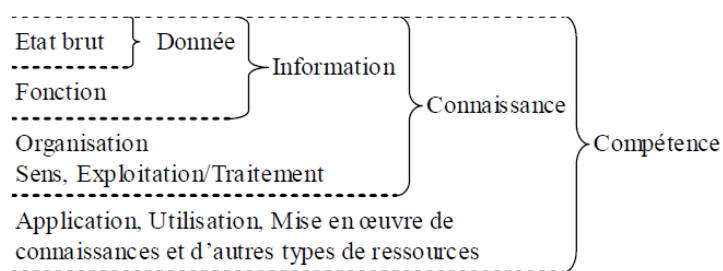 Etat brut
Donnée
Information
Fonction
Connaissance
Organisation
Compétence
Sens, Exploitation/Traitement
Application, Utilisation, Mise en œuvre de
connaissances et d'autres types de ressources